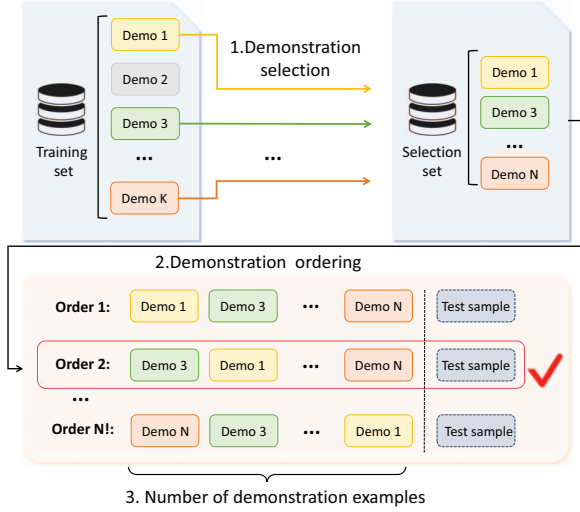 Demo 1
Demo 2
Demo 3
...
Demo K
Training
set
1.Demonstration
selection
...
Selection
set
Demo 1
Demo 3
...
Demo N
2.Demonstration ordering
Order 1: Demo 1 Demo 3 ... Demo N Test sample
Order 2: Demo 3 Demo 1 ... Demo N Test sample
...
Order N!: Demo N Demo 3 ... Demo 1 Test sample
3. Number of demonstration examples